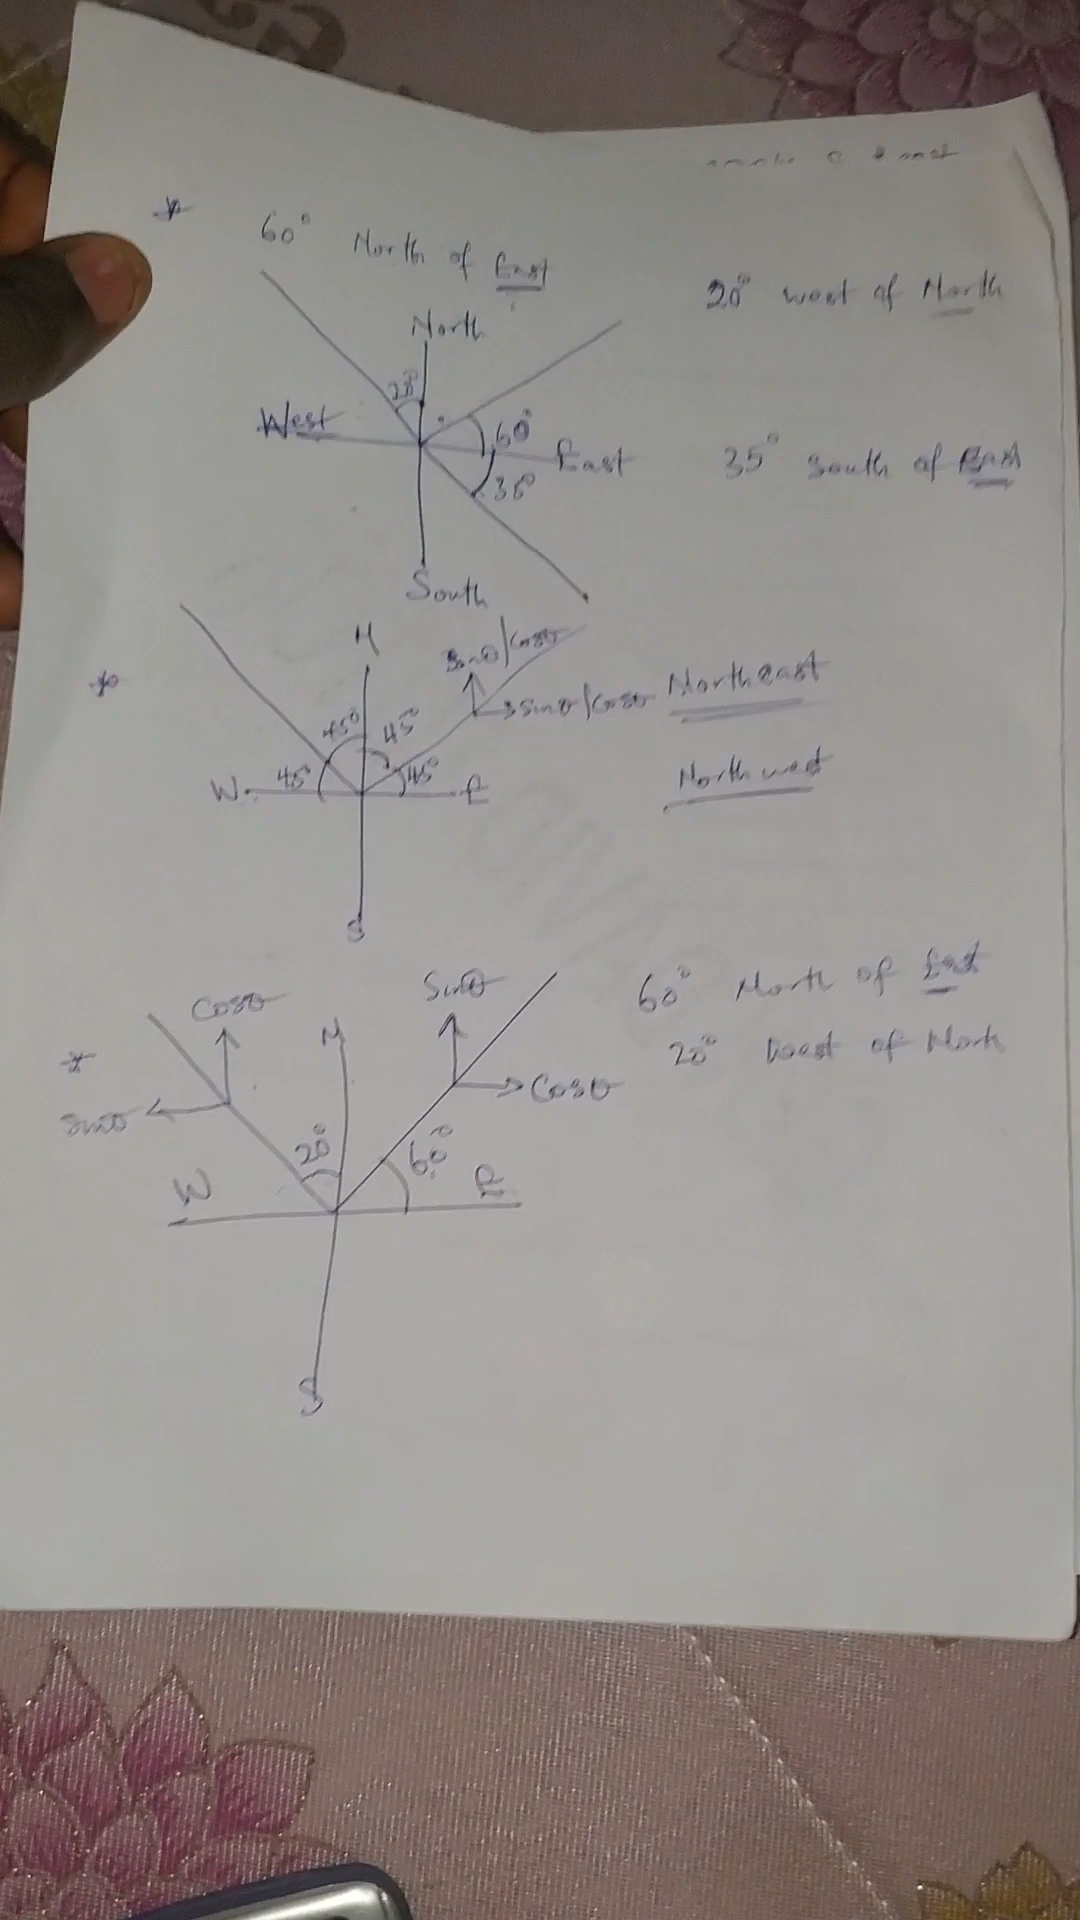 * 60° North of East
20° west of North
North
20°
West
60°
East
35° South of East
35°
South
*
N
sinθ/cosθ
sinθ/cosθ
Northeast
45° 45°
W 45° 45° E
Northwest
S
60° North of East
Cosθ
Sinθ
*
N
20° West of North
Sinθ
Cosθ
20°
60°
W
E
S